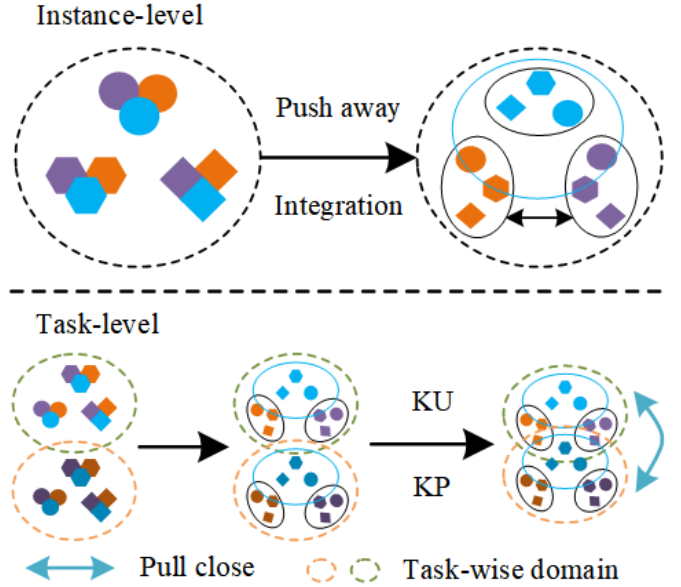 Instance-level
Push away
Integration
Task-level
KU
KP
Pull close
Task-wise domain